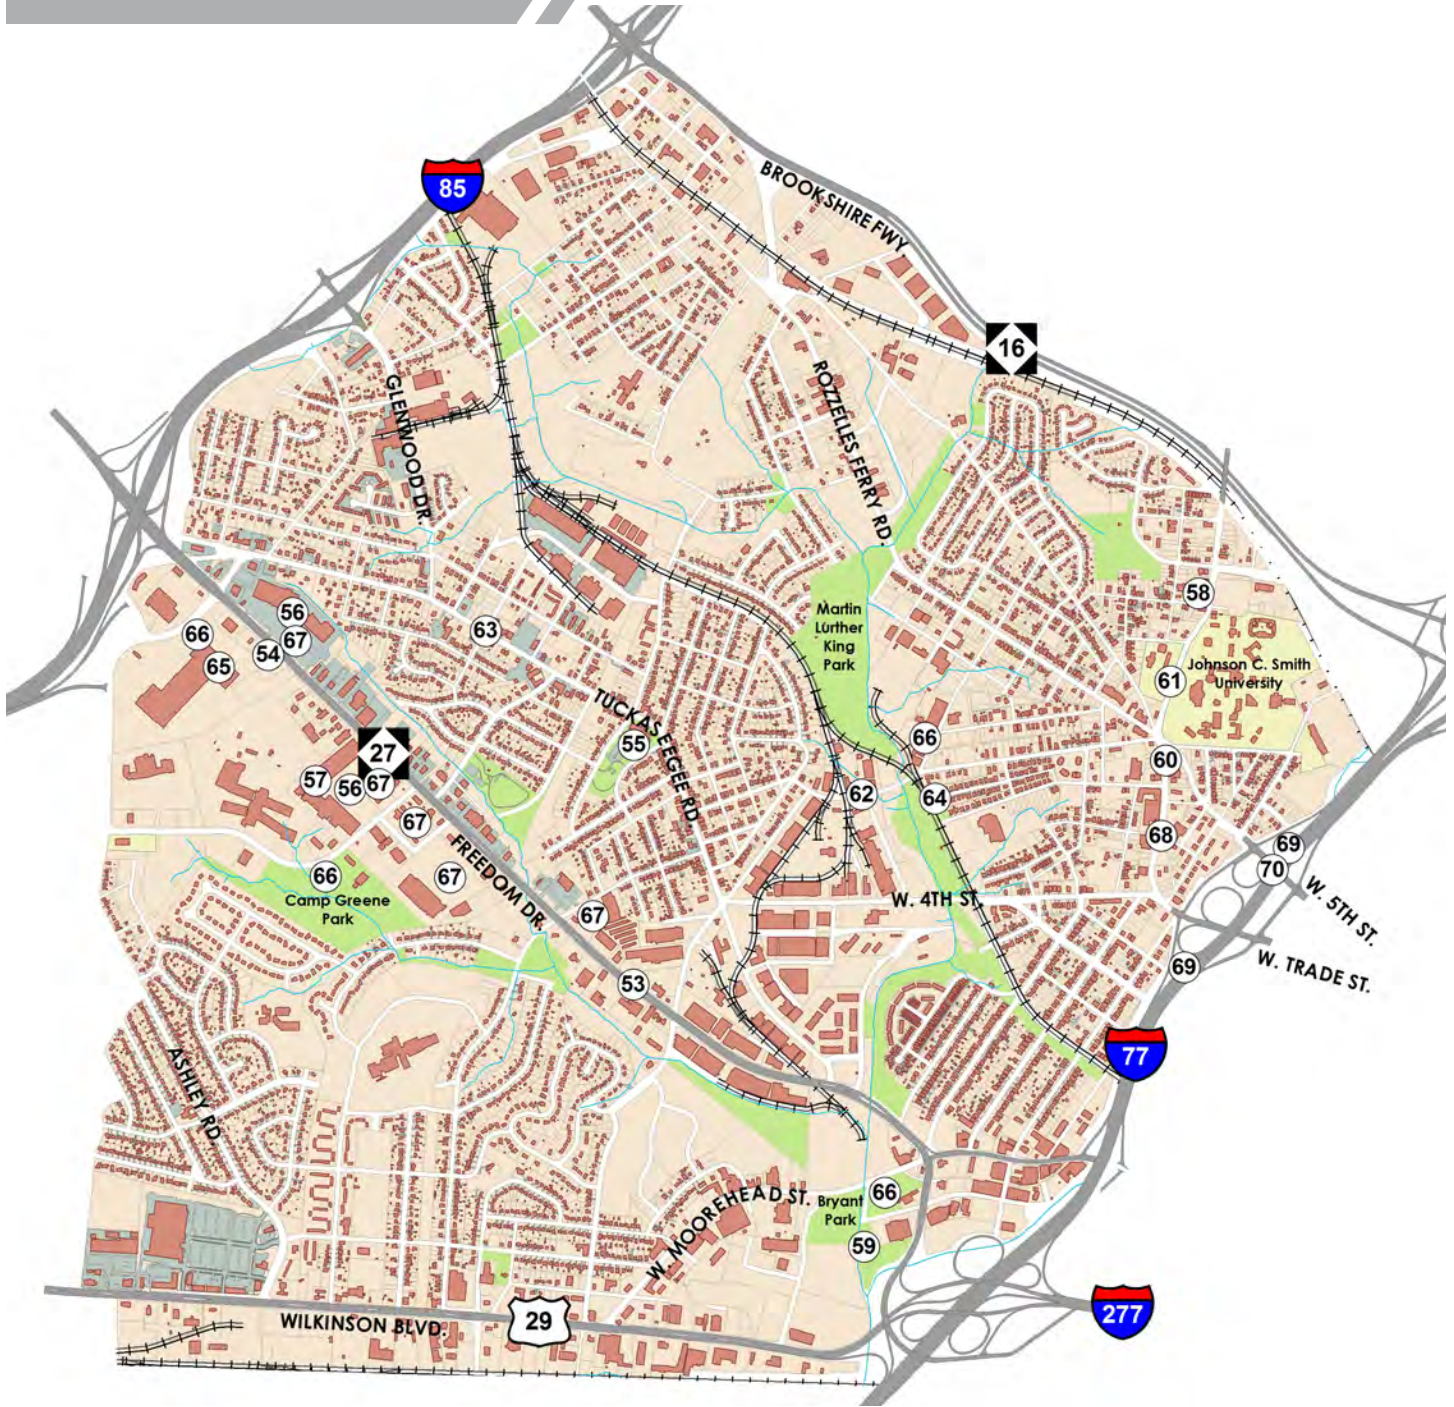 85
BROOKSHIRE FWY.
16
GLENWOOD DR.
ROZZELLES FERRY RD.
58
56
67
54
66
65
63
Martin
Lurther
King
Park
Johnson C. Smith
University
61
TUCKASEEGEE RD.
55
66
27
57
56
67
60
62
64
67
68
69
70
FREEDOM DR.
66
67
Camp Greene
Park
W. 4TH ST.
W. 5TH ST.
67
53
69
W. TRADE ST.
77
ASHLEY RD.
W. MOOREHEAD ST.
66
Bryant
Park
59
WILKINSON BLVD.
29
277